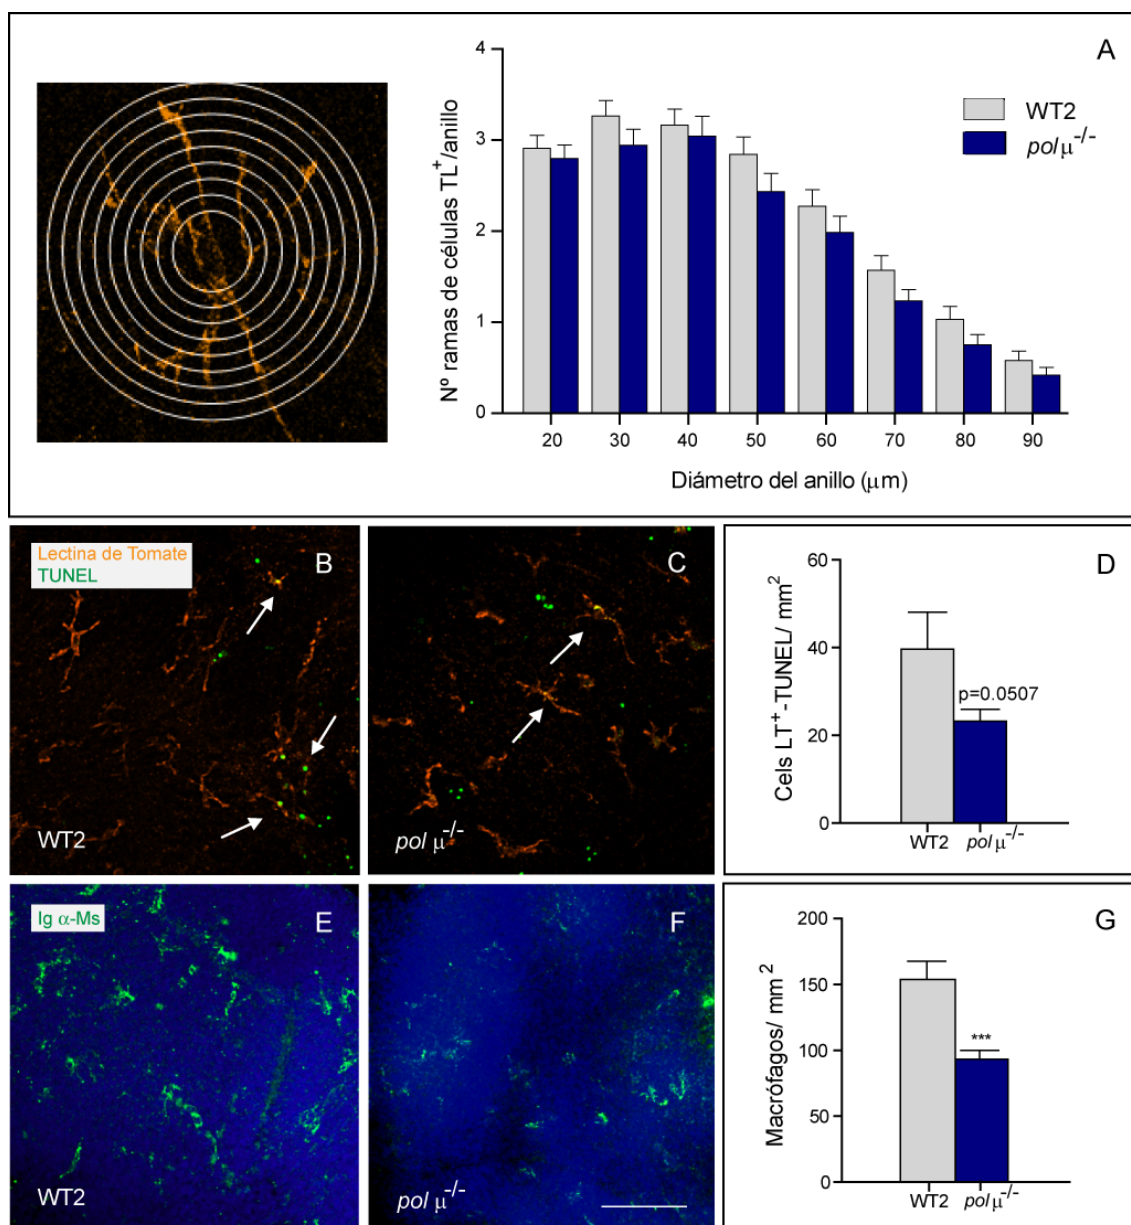 A
4
3
2
1
0
Nº ramas de células TL⁺/anillo
WT2
pol μ⁻/⁻
20 30 40 50 60 70 80 90
Diámetro del anillo (μm)
Lectina de Tomate
TUNEL
B
WT2
C
pol μ⁻/⁻
D
60
40
20
0
Cels LT⁺-TUNEL/ mm²
p=0.0507
WT2 pol μ⁻/⁻
Ig α-Ms
E
WT2
F
pol μ⁻/⁻
G
200
150
100
50
0
Macrófagos/ mm²
***
WT2 pol μ⁻/⁻